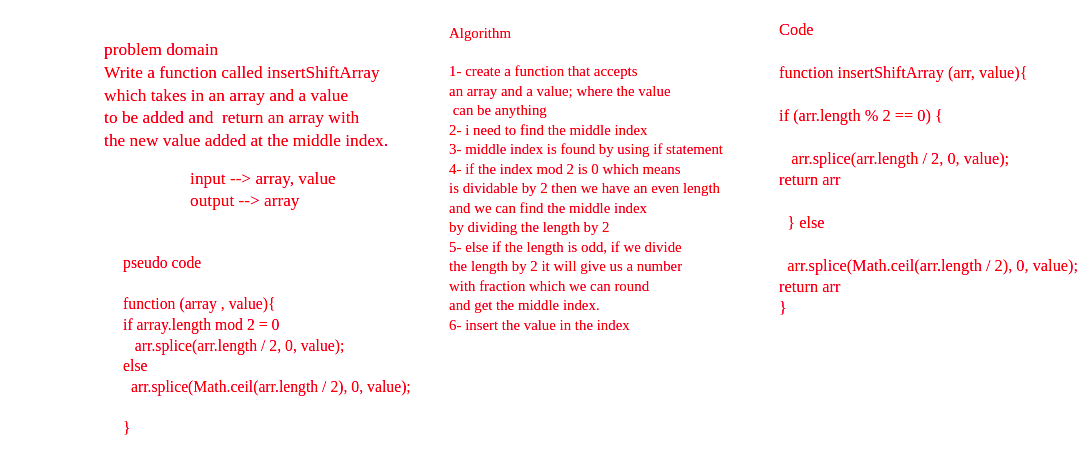 problem domain
Write a function called insertShiftArray
which takes in an array and a value
to be added and  return an array with
the new value added at the middle index.
input --> array, value
output --> array
pseudo code
function (array , value){
if array.length mod 2 = 0
arr.splice(arr.length / 2, 0, value);
else
arr.splice(Math.ceil(arr.length / 2), 0, value);
}
Algorithm
1- create a function that accepts
an array and a value; where the value
can be anything
2- i need to find the middle index
3- middle index is found by using if statement
4- if the index mod 2 is 0 which means
is dividable by 2 then we have an even length
and we can find the middle index
by dividing the length by 2
5- else if the length is odd, if we divide
the length by 2 it will give us a number
with fraction which we can round
and get the middle index.
6- insert the value in the index
Code
function insertShiftArray (arr, value){
if (arr.length % 2 == 0) {
arr.splice(arr.length / 2, 0, value);
return arr
} else
arr.splice(Math.ceil(arr.length / 2), 0, value);
return arr
}